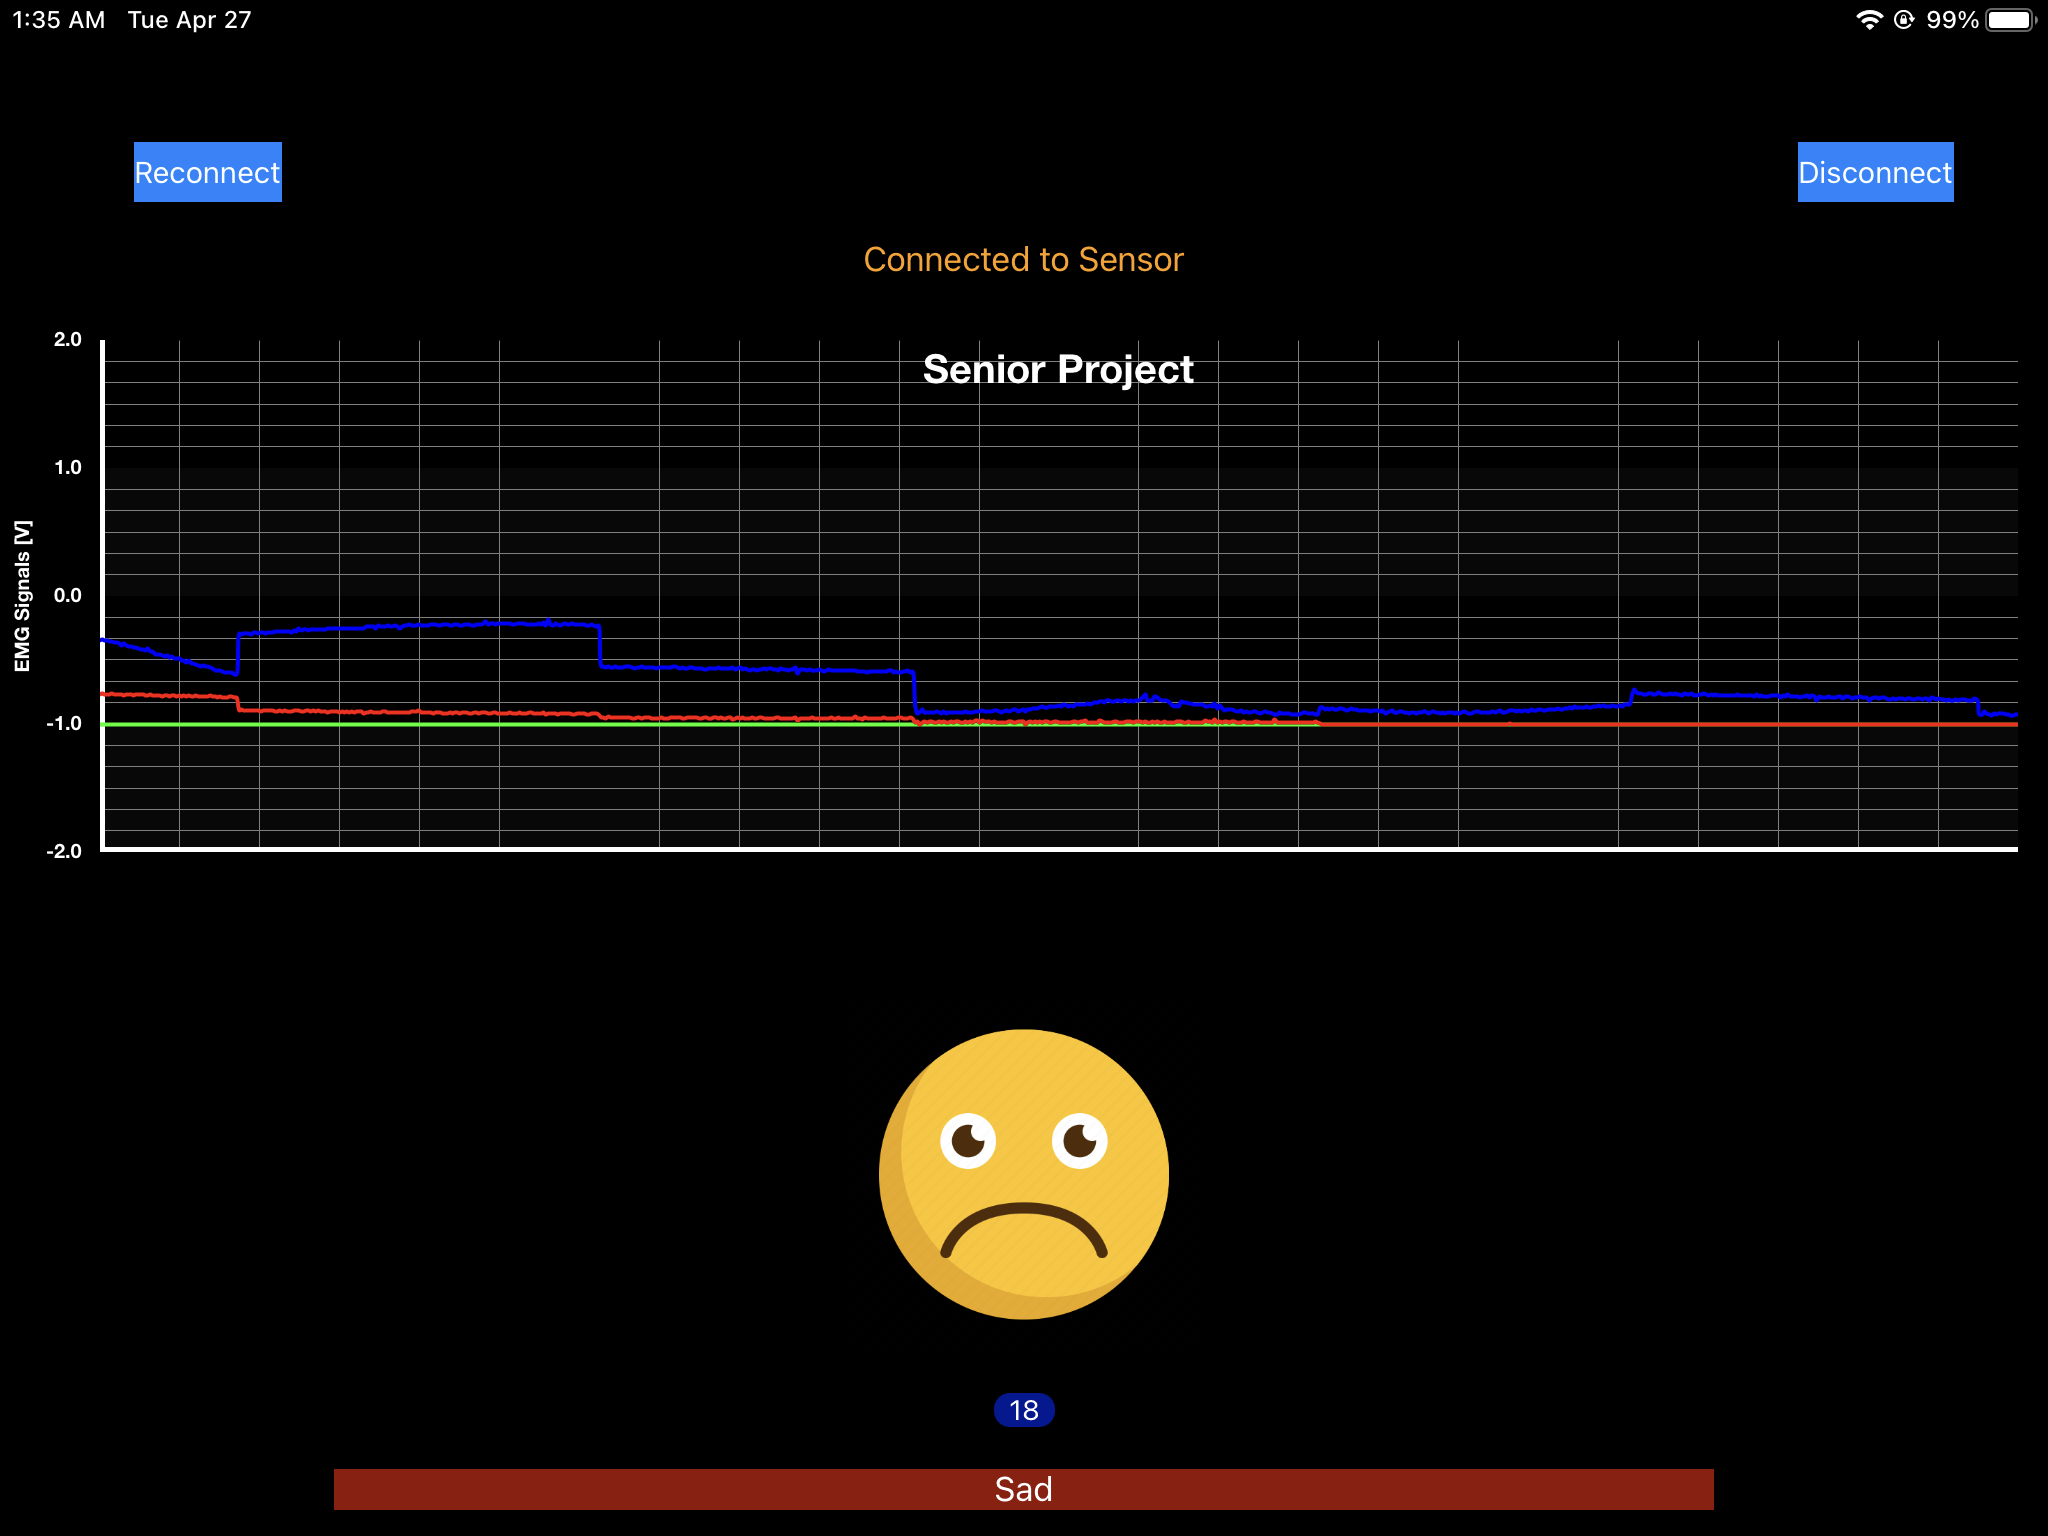 1:35 AM Tue Apr 27 99%
Reconnect Disconnect
Connected to Sensor
Senior Project
2.0
1.0
0.0
-1.0
-2.0
EMG Signals [V]
18
Sad